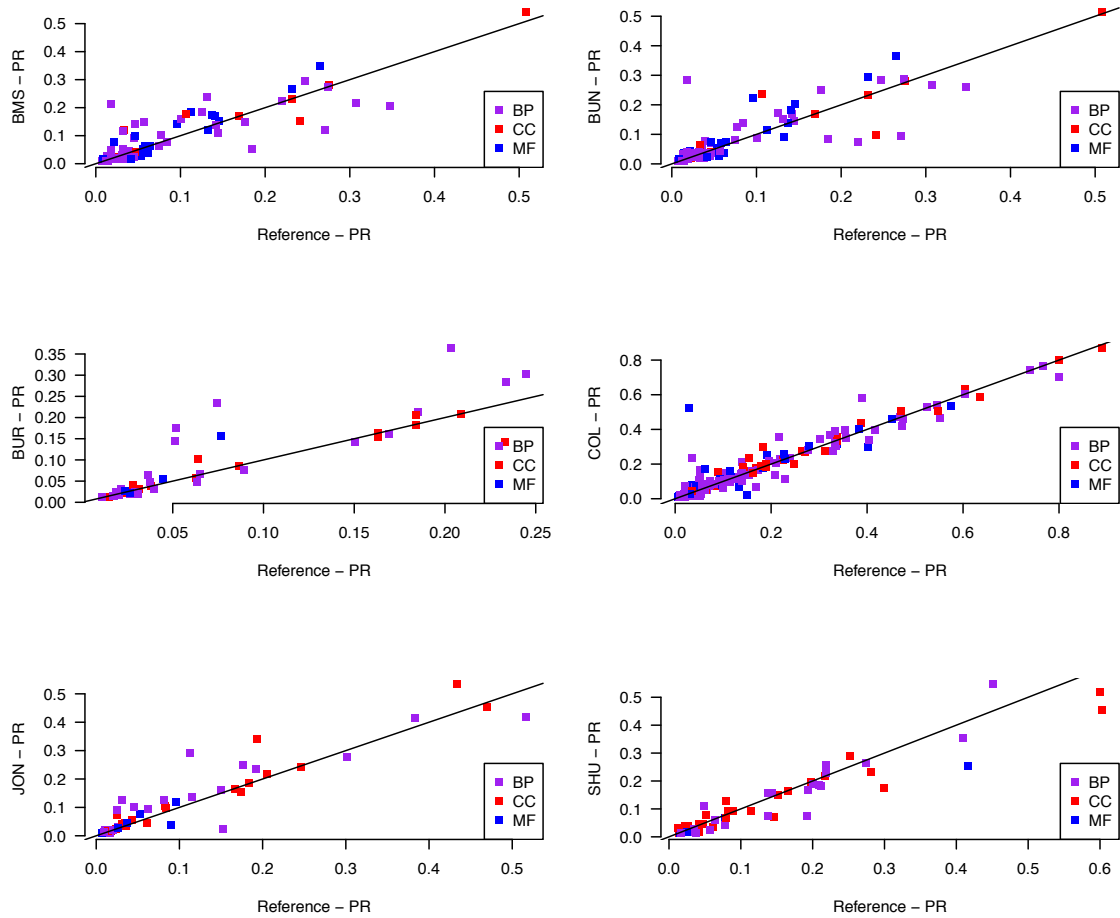 BMS – PR
0.5
0.4
0.3
0.2
0.1
0.0
BP
CC
MF
0.0 0.1 0.2 0.3 0.4 0.5
Reference – PR
BUN – PR
0.5
0.4
0.3
0.2
0.1
0.0
BP
CC
MF
0.0 0.1 0.2 0.3 0.4 0.5
Reference – PR
BUR – PR
0.35
0.30
0.25
0.20
0.15
0.10
0.05
0.00
BP
CC
MF
0.05 0.10 0.15 0.20 0.25
Reference – PR
COL – PR
0.8
0.6
0.4
0.2
0.0
BP
CC
MF
0.0 0.2 0.4 0.6 0.8
Reference – PR
JON – PR
0.5
0.4
0.3
0.2
0.1
0.0
BP
CC
MF
0.0 0.1 0.2 0.3 0.4 0.5
Reference – PR
SHU – PR
0.5
0.4
0.3
0.2
0.1
0.0
BP
CC
MF
0.0 0.1 0.2 0.3 0.4 0.5 0.6
Reference – PR